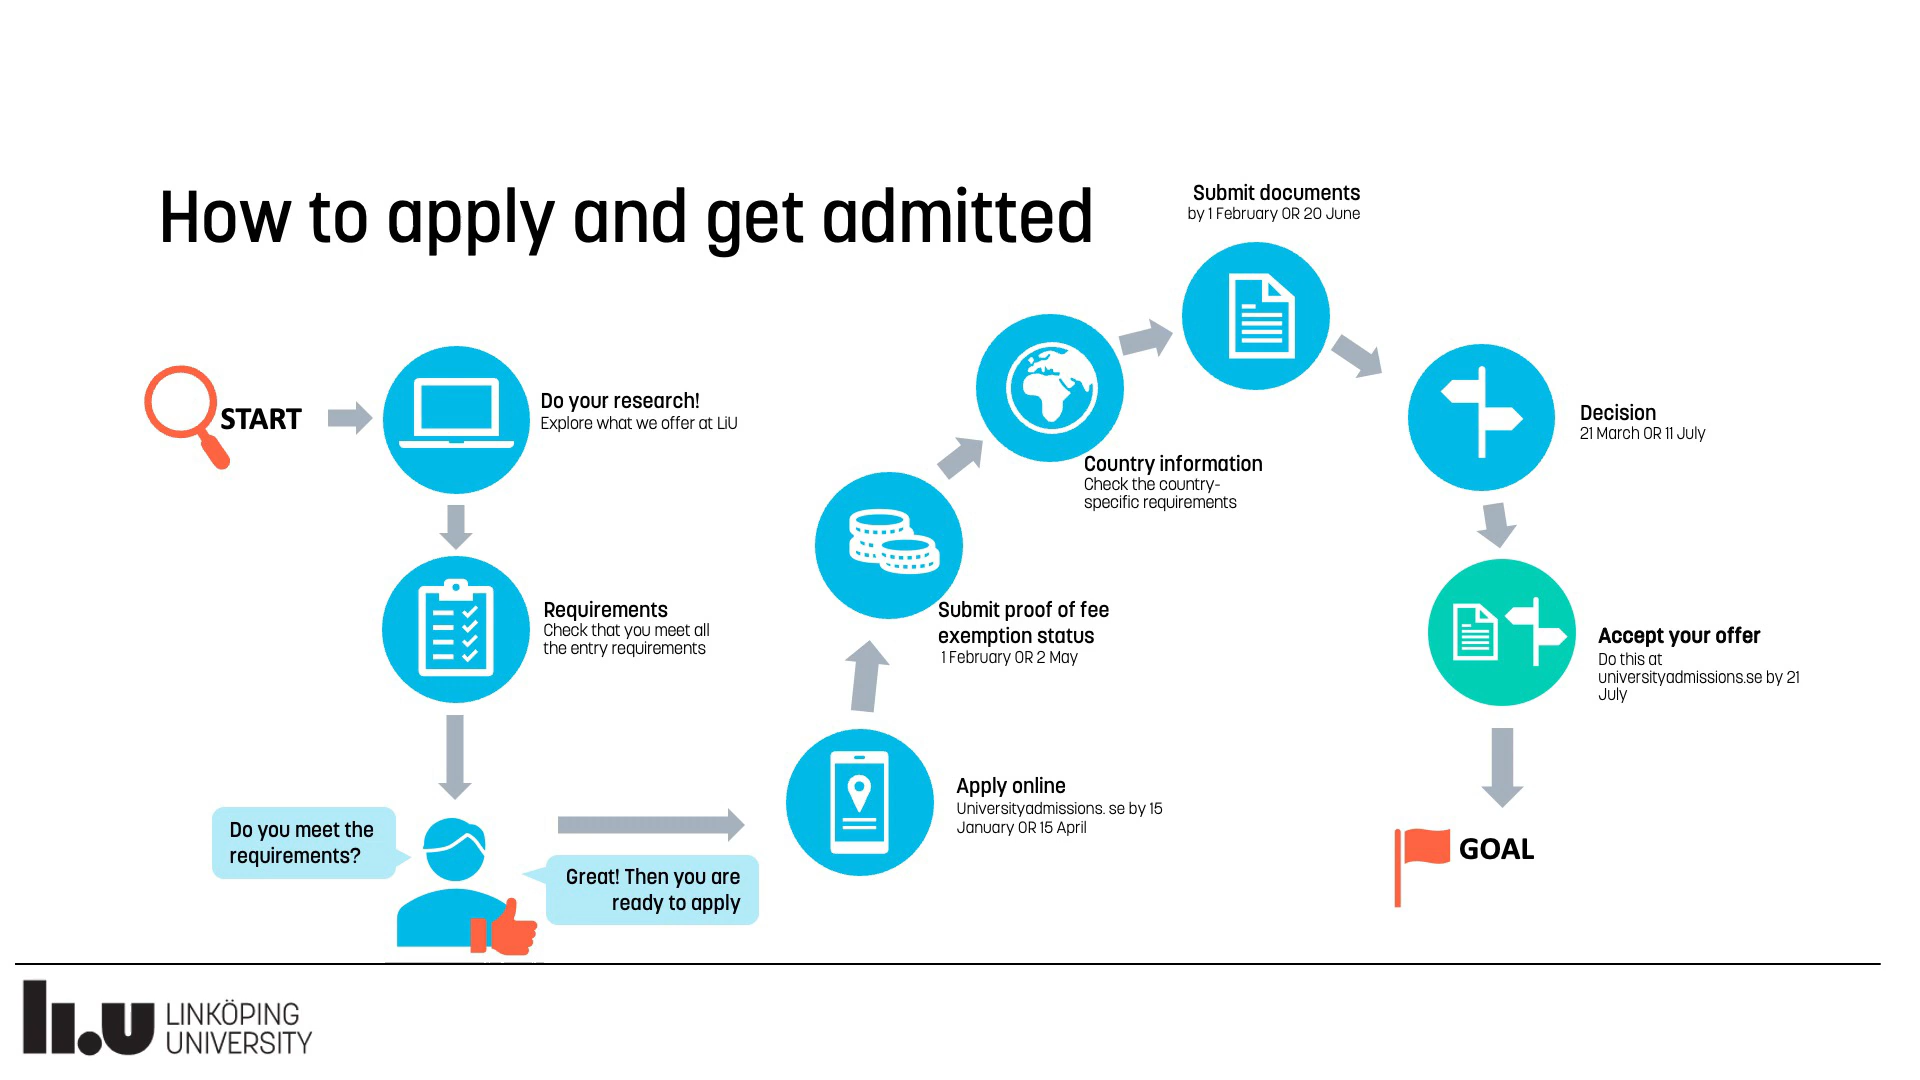 How to apply and get admitted
START
Do your research!
Explore what we offer at LiU
Requirements
Check that you meet all
the entry requirements
Do you meet the
requirements?
Great! Then you are
ready to apply
Apply online
Universityadmissions. se by 15
January OR 15 April
Submit proof of fee
exemption status
1 February OR 2 May
Country information
Check the country-
specific requirements
Submit documents
by 1 February OR 20 June
Decision
21 March OR 11 July
Accept your offer
Do this at
universityadmissions.se by 21
July
GOAL
li.u LINKÖPING
UNIVERSITY